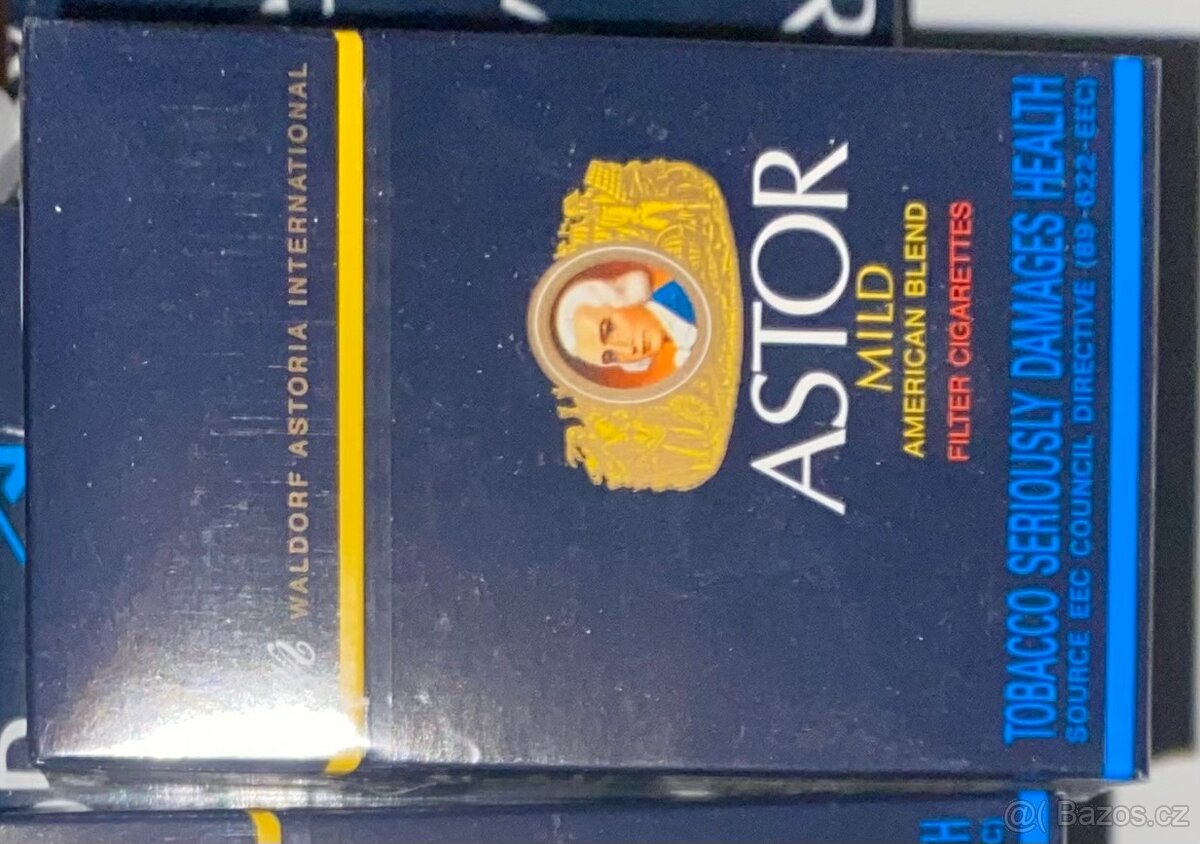 WALDORF ASTORIA INTERNATIONAL
ASTOR
MILD
AMERICAN BLEND
FILTER CIGARETTES
TOBACCO SERIOUSLY DAMAGES HEALTH
SOURCE EEC COUNCIL DIRECTIVE (89-622-EEC)
R
H
C)
@ Bazoš.cz